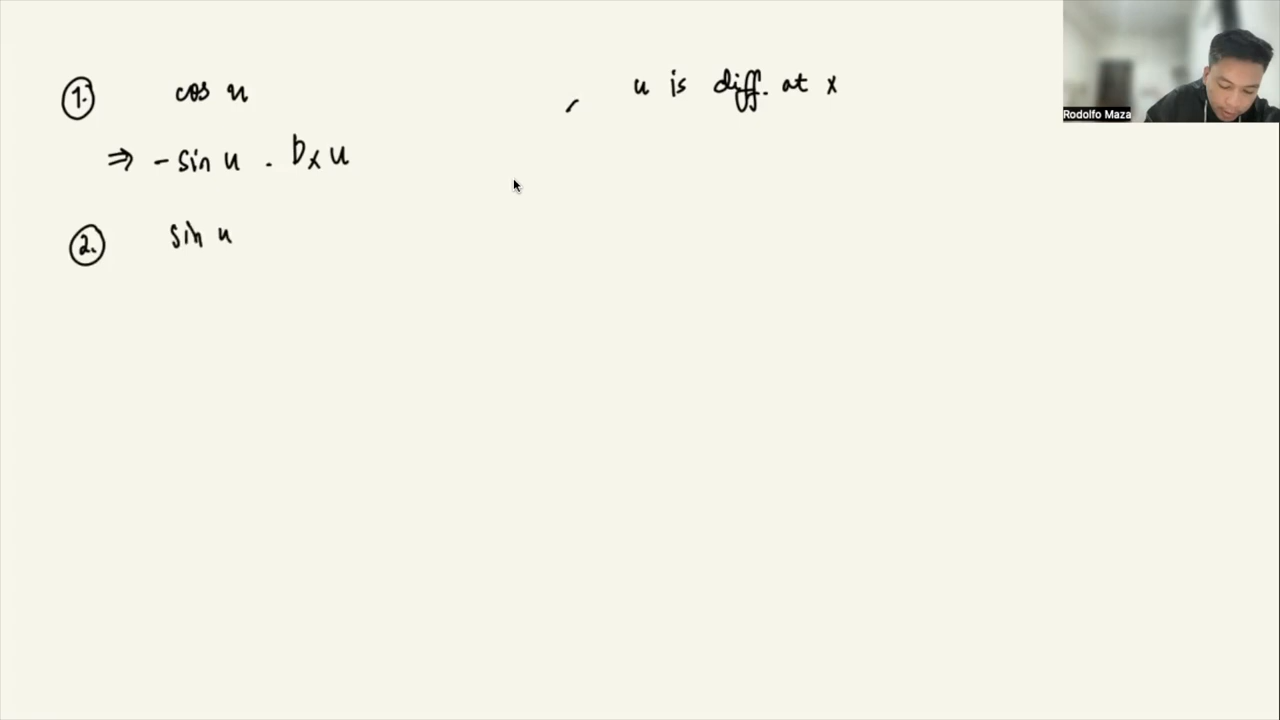 ①. cos u , u is diff. at x
⇒ - sin u . Dx u
②. sin u
Rodolfo Maza